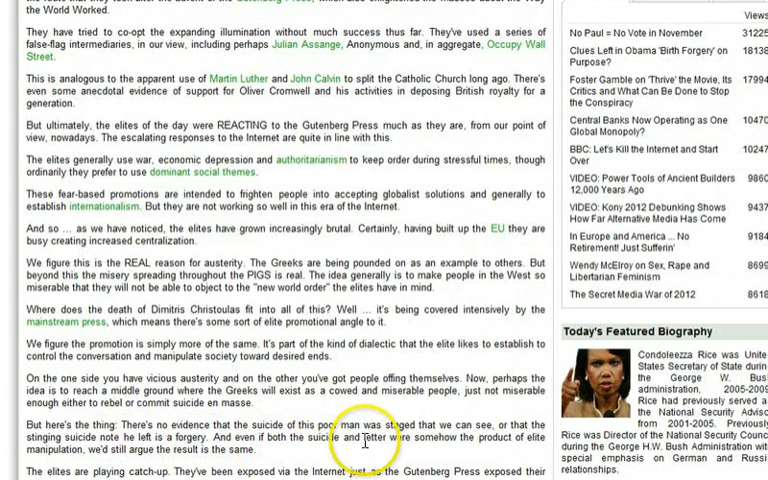 the World Worked.
They have tried to co-opt the expanding illumination without much success thus far. They've used a series of
false-flag intermediaries, in our view, including perhaps Julian Assange, Anonymous and, in aggregate, Occupy Wall
Street.
This is analogous to the apparent use of Martin Luther and John Calvin to split the Catholic Church long ago. There's
even some anecdotal evidence of support for Oliver Cromwell and his activities in deposing British royalty for a
generation.
But ultimately, the elites of the day were REACTING to the Gutenberg Press much as they are, from our point of
view, nowadays. The escalating responses to the Internet are quite in line with this.
The elites generally use war, economic depression and authoritarianism to keep order during stressful times, though
ordinarily they prefer to use dominant social themes.
These fear-based promotions are intended to frighten people into accepting globalist solutions and generally to
establish internationalism. But they are not working so well in this era of the Internet.
And so ... as we have noticed, the elites have grown increasingly brutal. Certainly, having built up the EU they are
busy creating increased centralization.
We figure this is the REAL reason for austerity. The Greeks are being pounded on as an example to others. But
beyond this the misery spreading throughout the PIGS is real. The idea generally is to make people in the West so
miserable that they will not be able to object to the "new world order" the elites have in mind.
Where does the death of Dimitris Christoulas fit into all of this? Well ... it's being covered intensively by the
mainstream press, which means there's some sort of elite promotional angle to it.
We figure the promotion is simply more of the same. It's part of the kind of dialectic that the elite likes to establish to
control the conversation and manipulate society toward desired ends.
On the one side you have vicious austerity and on the other you've got people offing themselves. Now, perhaps the
idea is to reach a middle ground where the Greeks will exist as a cowed and miserable people, just not miserable
enough either to rebel or commit suicide en masse.
But here's the thing: There's no evidence that the suicide of this poor man was staged that we can see, or that the
stinging suicide note he left is a forgery. And even if both the suicide and letter were somehow the product of elite
manipulation, we'd still argue the result is the same.
The elites are playing catch-up. They've been exposed via the Internet just as the Gutenberg Press exposed their
Views
No Paul = No Vote in November 31225
Clues Left in Obama 'Birth Forgery' on 18138
Purpose?
Foster Gamble on 'Thrive' the Movie, Its 17994
Critics and What Can Be Done to Stop
the Conspiracy
Central Banks Now Operating as One 10470
Global Monopoly?
BBC: Let's Kill the Internet and Start 10247
Over
VIDEO: Power Tools of Ancient Builders 9860
12,000 Years Ago
VIDEO: Kony 2012 Debunking Shows 9437
How Far Alternative Media Has Come
In Europe and America ... No 9184
Retirement! Just Sufferin'
Wendy McElroy on Sex, Rape and 8699
Libertarian Feminism
The Secret Media War of 2012 8618
Today's Featured Biography
Condoleezza Rice was Unite
States Secretary of State durin
the George W. Bus
administration, 2005-2009
Rice had previously served a
the National Security Adviso
from 2001-2005. Previously
Rice was Director of the National Security Counc
during the George H.W. Bush Administration wit
special emphasis on German and Russi
relationships.